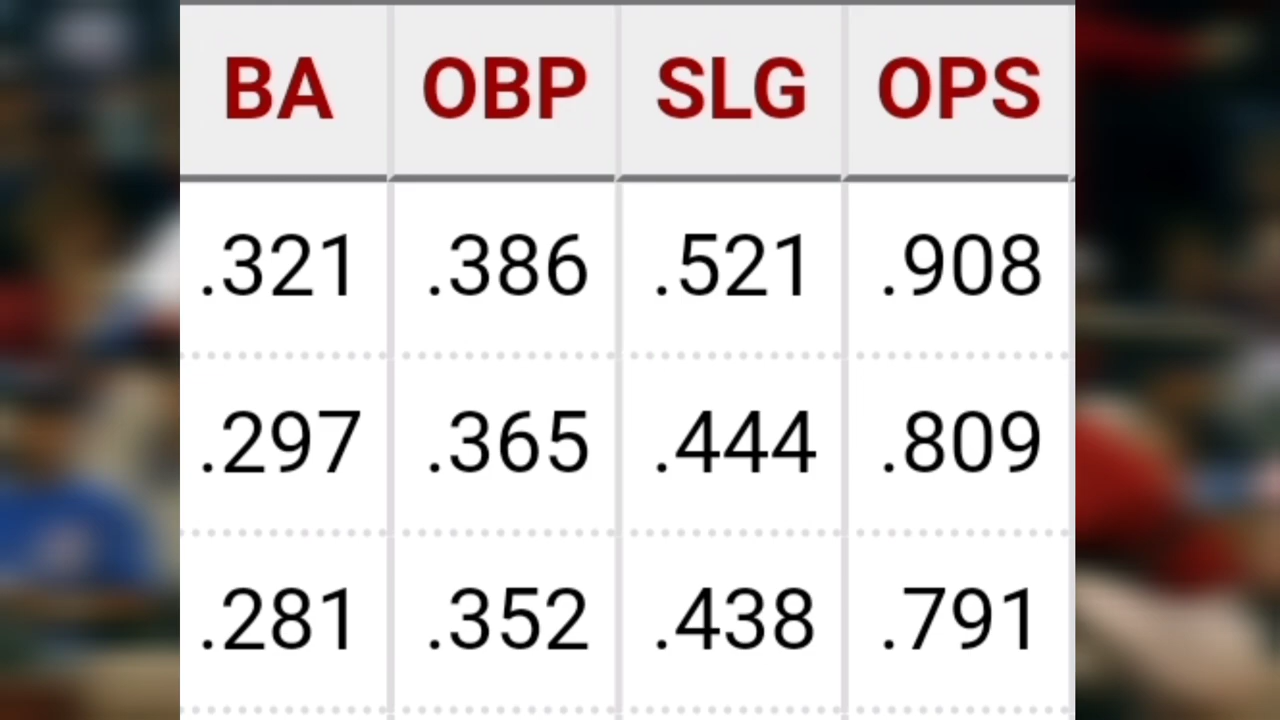 BA OBP SLG OPS
.321 .386 .521 .908
.297 .365 .444 .809
.281 .352 .438 .791